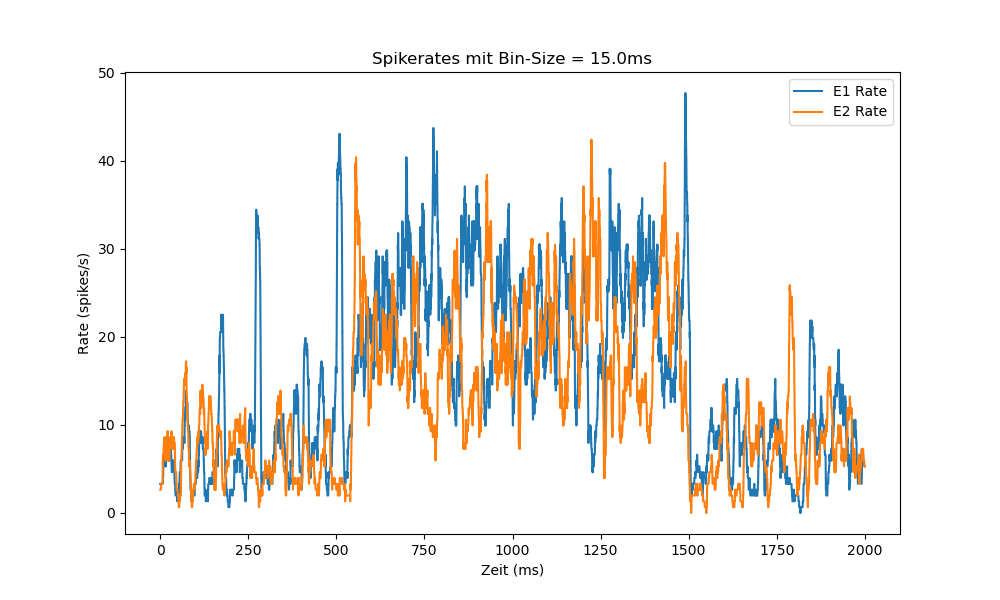 Spikerates mit Bin-Size = 15.0ms
E1 Rate
E2 Rate
Rate (spikes/s)
50
40
30
20
10
0
0 250 500 750 1000 1250 1500 1750 2000
Zeit (ms)